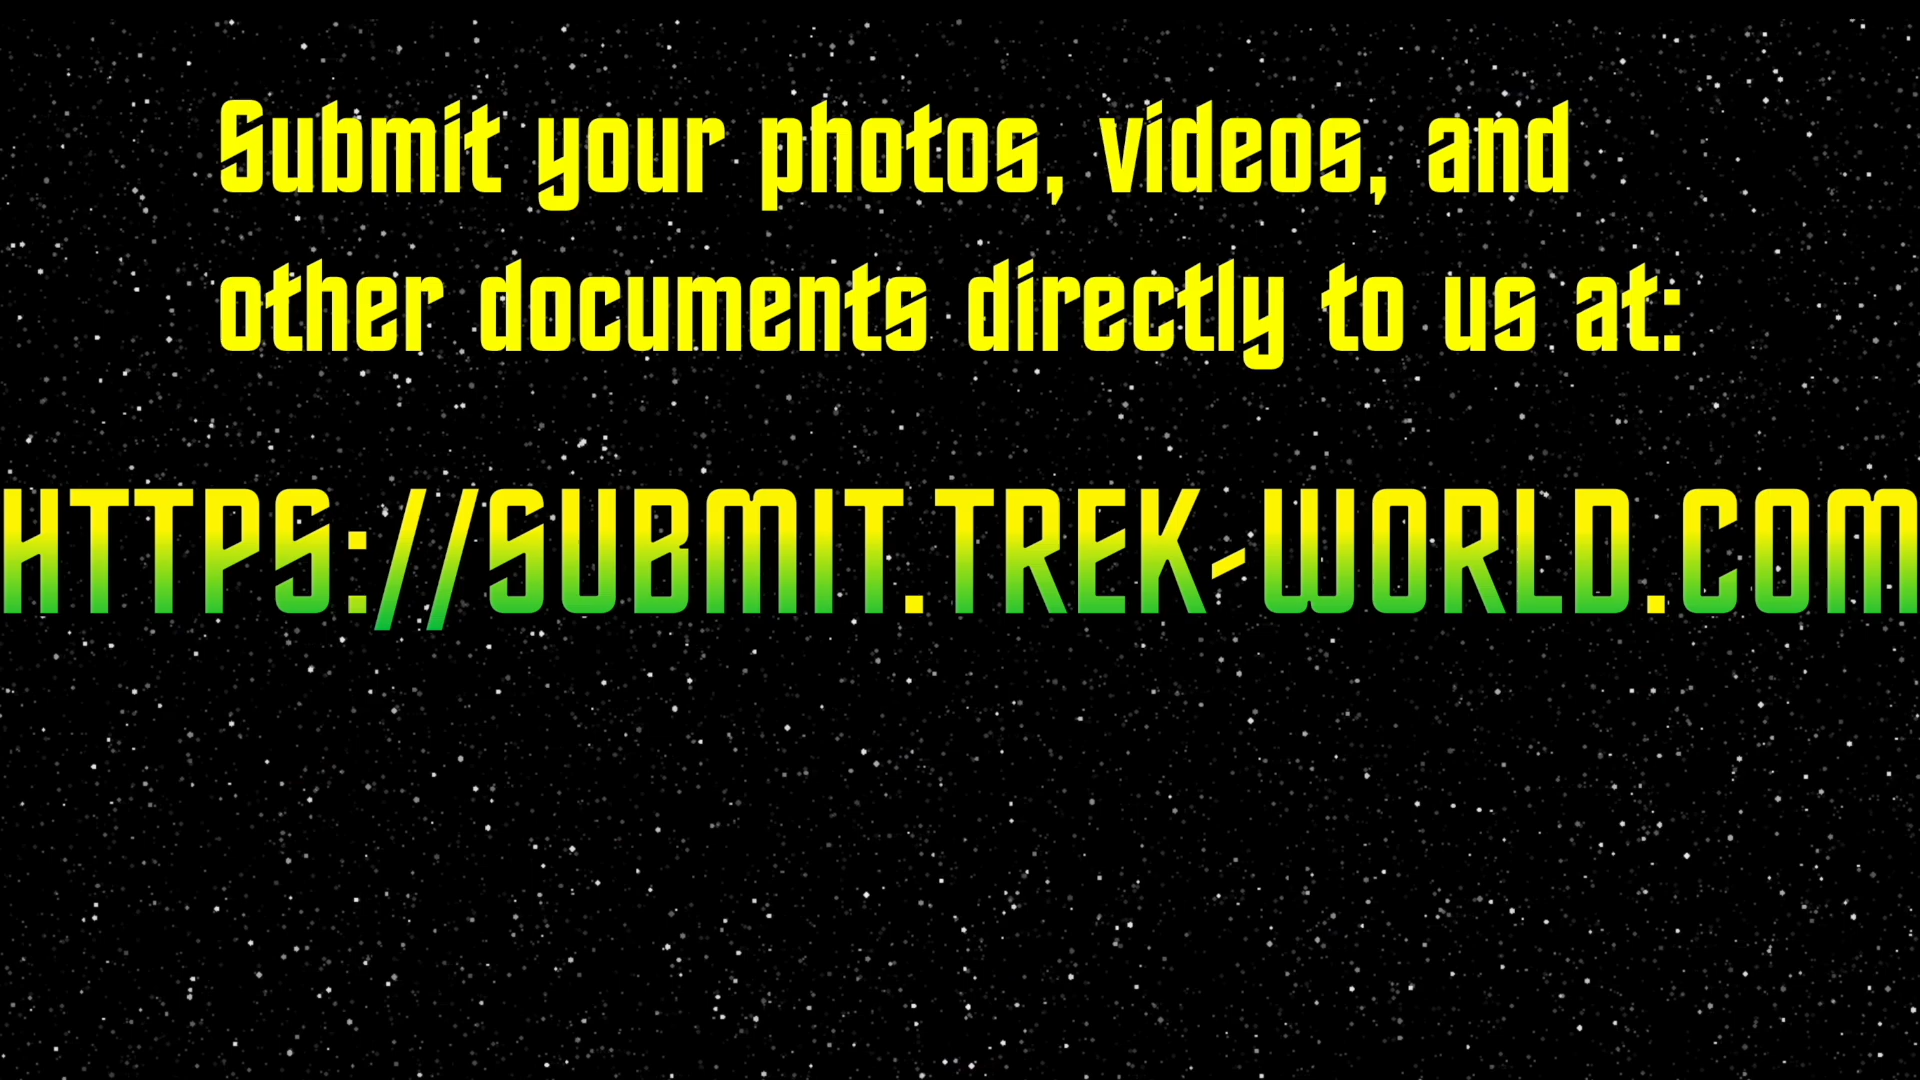 Submit your photos, videos, and
other documents directly to us at:
HTTPS://SUBMIT.TREK-WORLD.COM